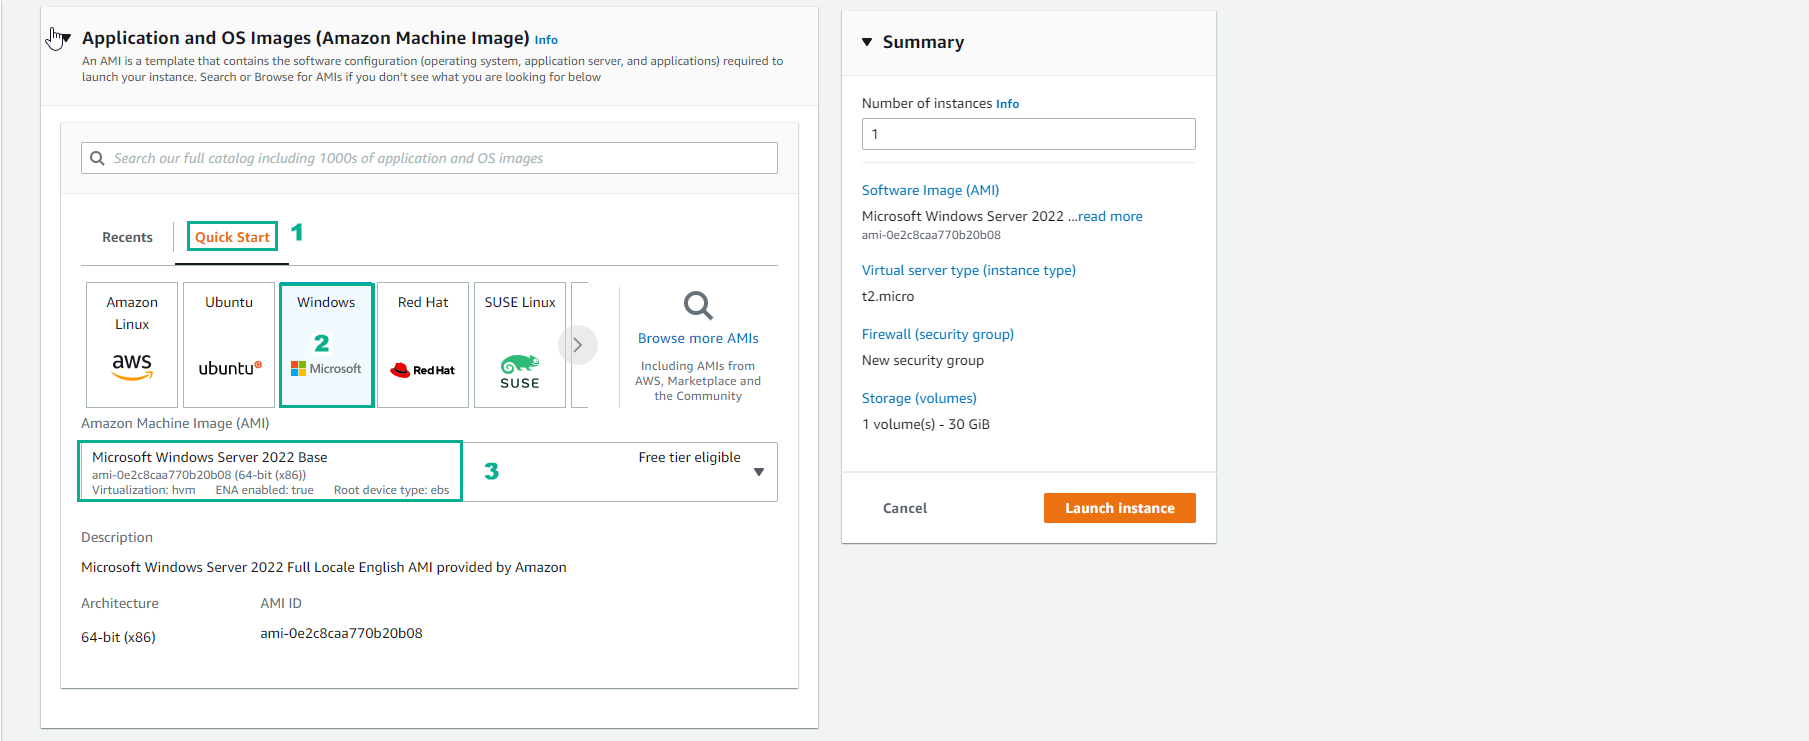 Application and OS Images (Amazon Machine Image) Info
An AMI is a template that contains the software configuration (operating system, application server, and applications) required to
launch your instance. Search or Browse for AMIs if you don't see what you are looking for below
Search our full catalog including 1000s of application and OS images
Recents
Quick Start
1
Amazon
Linux
aws
Ubuntu
ubuntu
Windows
2
Microsoft
Red Hat
Red Hat
SUSE Linux
SUSE
Browse more AMIs
Including AMIs from
AWS, Marketplace and
the Community
Amazon Machine Image (AMI)
Microsoft Windows Server 2022 Base
ami-0e2c8caa770b20b08 (64-bit (x86))
Virtualization: hvm ENA enabled: true Root device type: ebs
3
Free tier eligible
Description
Microsoft Windows Server 2022 Full Locale English AMI provided by Amazon
Architecture
64-bit (x86)
AMI ID
ami-0e2c8caa770b20b08
Summary
Number of instances Info
1
Software Image (AMI)
Microsoft Windows Server 2022 ...read more
ami-0e2c8caa770b20b08
Virtual server type (instance type)
t2.micro
Firewall (security group)
New security group
Storage (volumes)
1 volume(s) - 30 GiB
Cancel
Launch instance